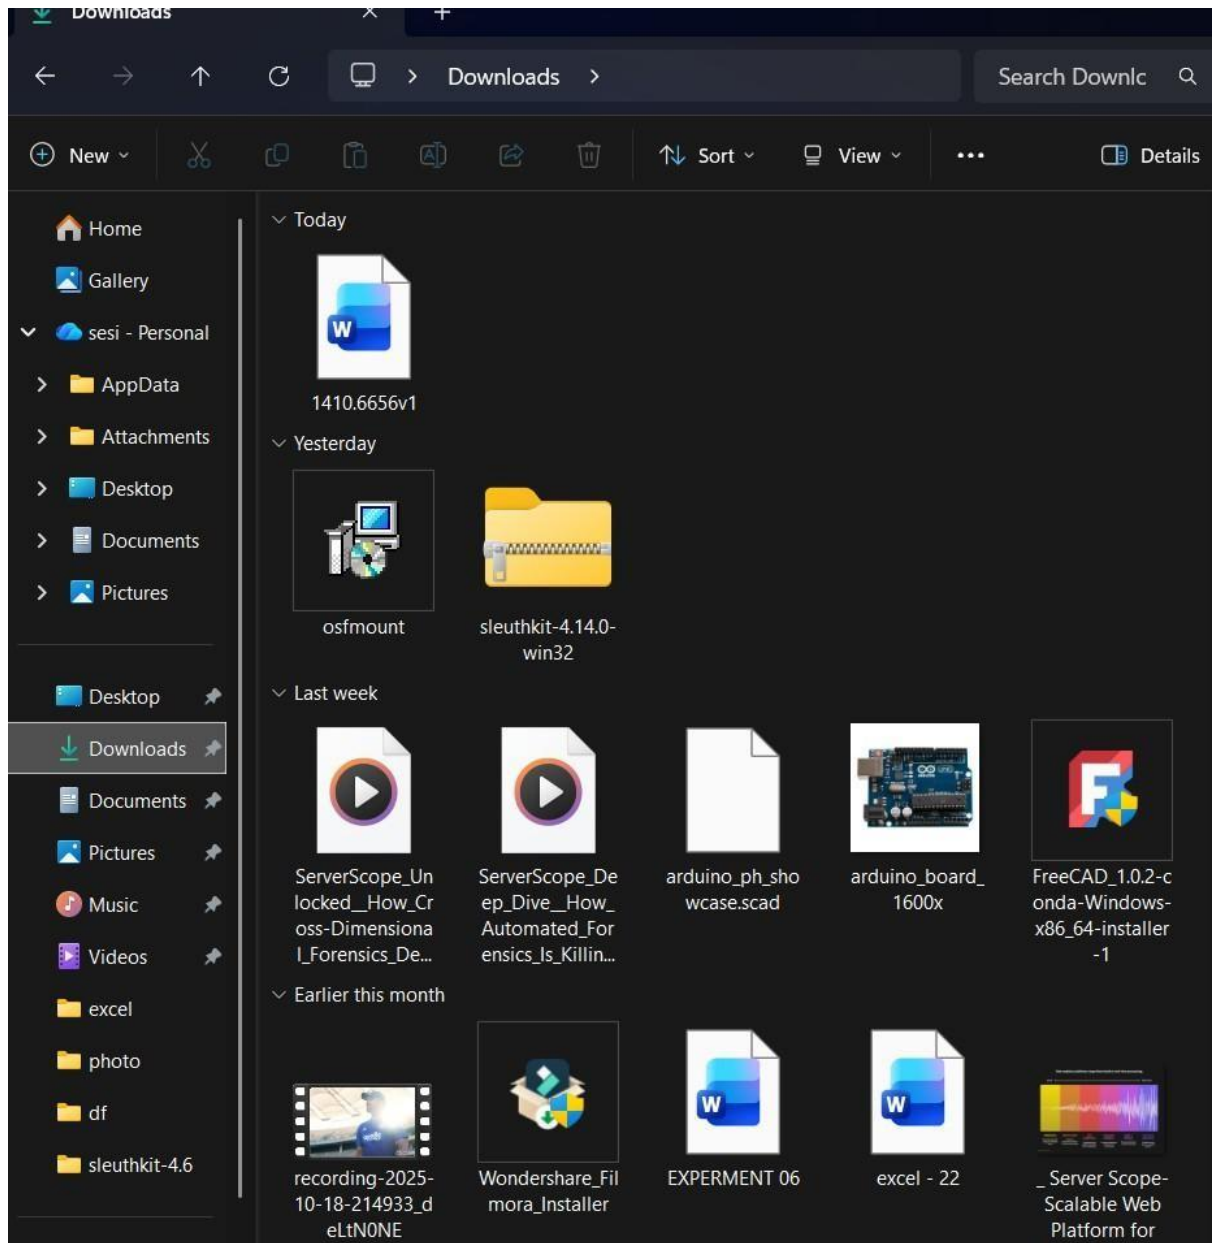 Downloads
Downloads
Search Downlc
New
Sort
View
Details
Home
Gallery
sesi - Personal
AppData
Attachments
Desktop
Documents
Pictures
Desktop
Downloads
Documents
Pictures
Music
Videos
excel
photo
df
sleuthkit-4.6
Today
W
1410.6656v1
Yesterday
osfmount
sleuthkit-4.14.0-
win32
Last week
ServerScope_Un
locked__How_Cr
oss-Dimensiona
l_Forensics_De...
ServerScope_De
ep_Dive__How_
Automated_For
ensics_Is_Killin...
arduino_ph_sho
wcase.scad
arduino_board_
1600x
FreeCAD_1.0.2-c
onda-Windows-
x86_64-installer
-1
Earlier this month
recording-2025-
10-18-214933_d
eLtN0NE
Wondershare_Fil
mora_Installer
W
EXPERMENT 06
W
excel - 22
_ Server Scope-
Scalable Web
Platform for